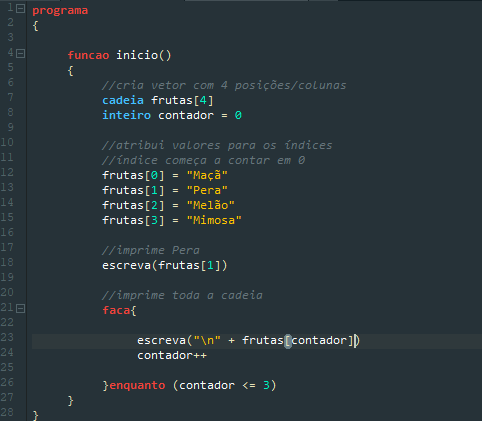 1 programa
2 {
3
4 funcao inicio()
5 {
6 //cria vetor com 4 posições/colunas
7 cadeia frutas[4]
8 inteiro contador = 0
9
10 //atribui valores para os índices
11 //índice começa a contar em 0
12 frutas[0] = "Maçã"
13 frutas[1] = "Pera"
14 frutas[2] = "Melão"
15 frutas[3] = "Mimosa"
16
17 //imprime Pera
18 escreva(frutas[1])
19
20 //imprime toda a cadeia
21 faca{
22
23 escreva("\n" + frutas[contador])
24 contador++
25
26 }enquanto (contador <= 3)
27 }
28 }